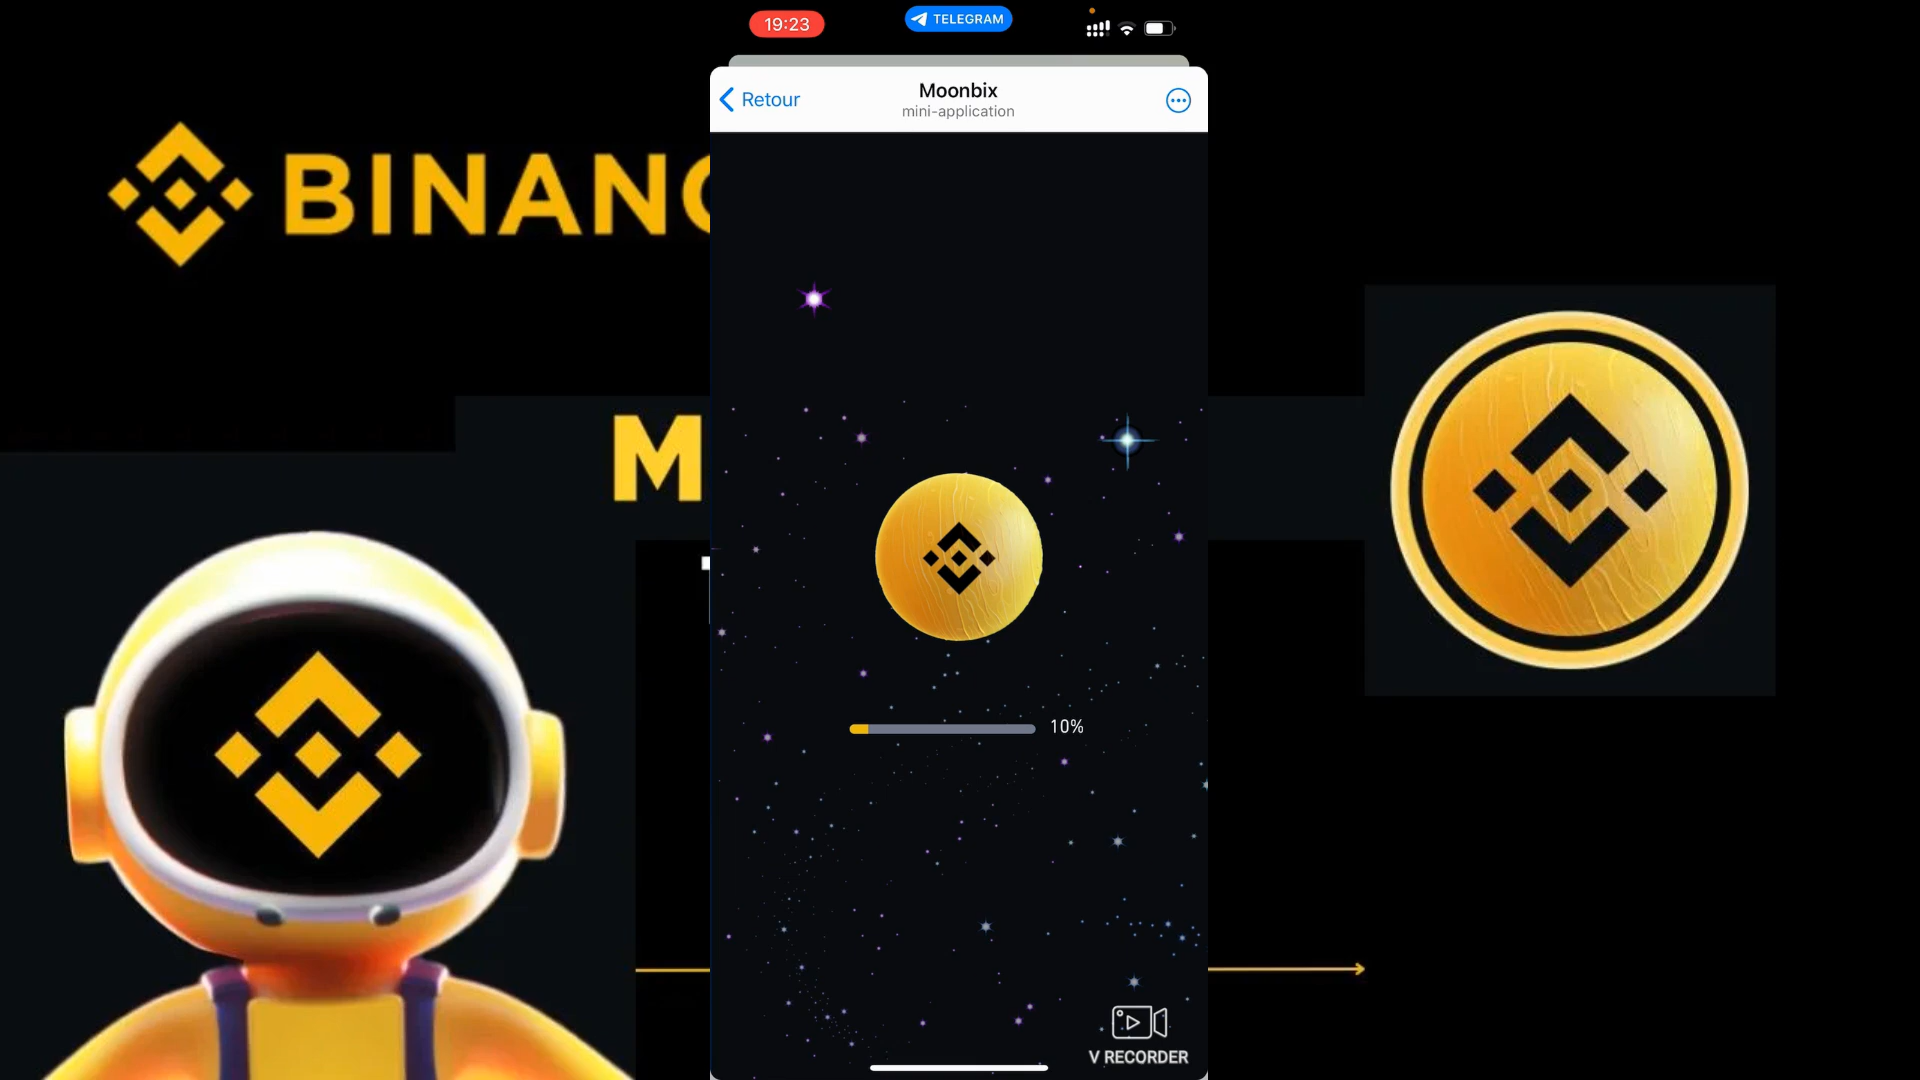 19:23
TELEGRAM
Retour
Moonbix
mini-application
BINANC
M
10%
V RECORDER